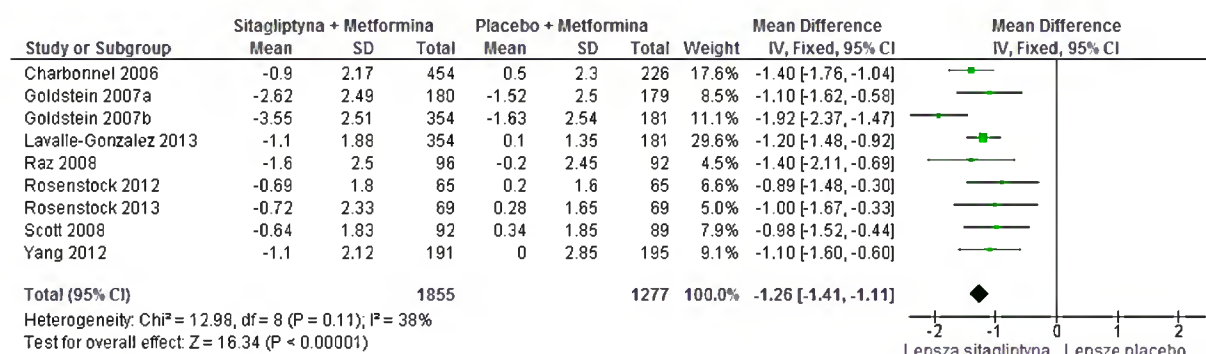 Sitagliptyna + Metformina Placebo + Metformina Mean Difference Mean Difference
Study or Subgroup Mean SD Total Mean SD Total Weight IV, Fixed, 95% CI IV, Fixed, 95% CI
Charbonnel 2006 -0.9 2.17 454 0.5 2.3 226 17.6% -1.40 [-1.76, -1.04]
Goldstein 2007a -2.62 2.49 180 -1.52 2.5 179 8.5% -1.10 [-1.62, -0.58]
Goldstein 2007b -3.55 2.51 354 -1.63 2.54 181 11.1% -1.92 [-2.37, -1.47]
Lavalle-Gonzalez 2013 -1.1 1.88 354 0.1 1.35 181 29.6% -1.20 [-1.48, -0.92]
Raz 2008 -1.6 2.5 96 -0.2 2.45 92 4.5% -1.40 [-2.11, -0.69]
Rosenstock 2012 -0.69 1.8 65 0.2 1.6 65 6.6% -0.89 [-1.48, -0.30]
Rosenstock 2013 -0.72 2.33 69 0.28 1.65 69 5.0% -1.00 [-1.67, -0.33]
Scott 2008 -0.64 1.83 92 0.34 1.85 89 6.9% -0.98 [-1.52, -0.44]
Yang 2012 -1.1 2.12 191 0 2.85 195 9.1% -1.10 [-1.60, -0.60]
Total (95% CI) 1855 1277 100.0% -1.26 [-1.41, -1.11]
Heterogeneity: Chi² = 12.98, df = 8 (P = 0.11); I² = 38%
Test for overall effect: Z = 16.34 (P < 0.00001)
-2 -1 0 1 2
Lepsza sitagliptyna Lepsze placebo